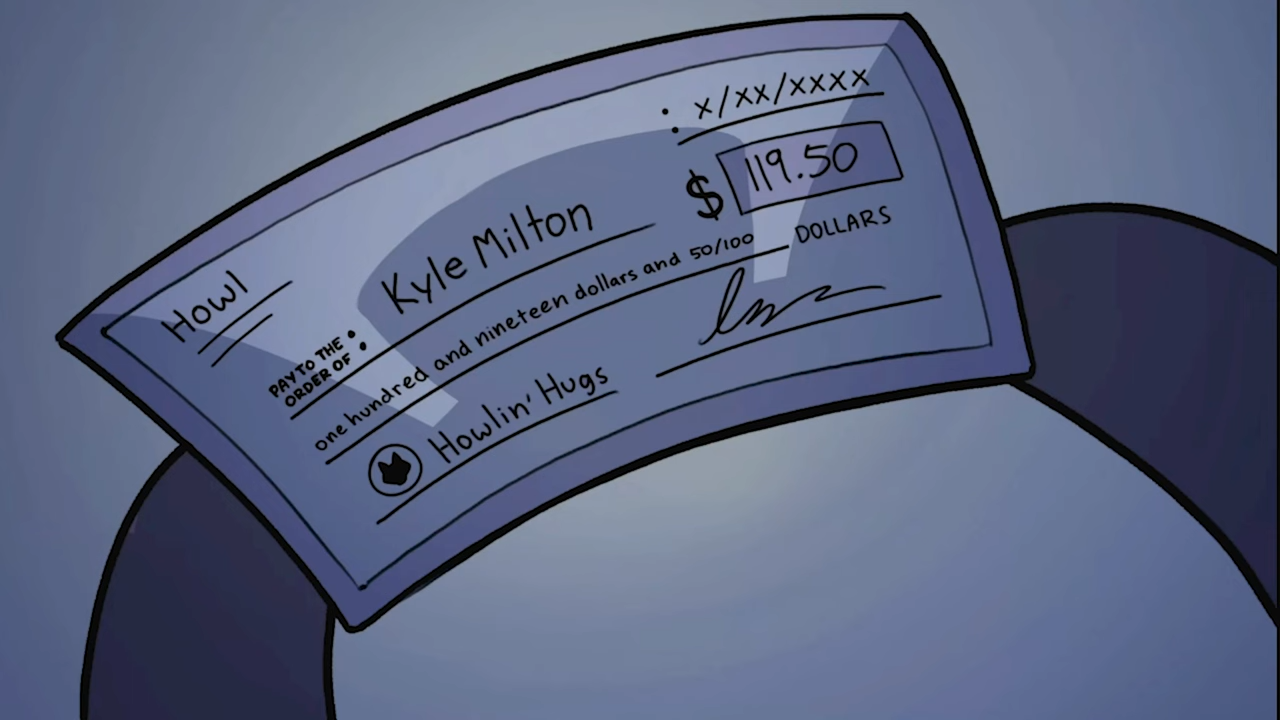 x/xx/xxxx
$ 119.50
Howl
PAY TO THE
ORDER OF
Kyle Milton
one hundred and nineteen dollars and 50/100 DOLLARS
Howlin' Hugs